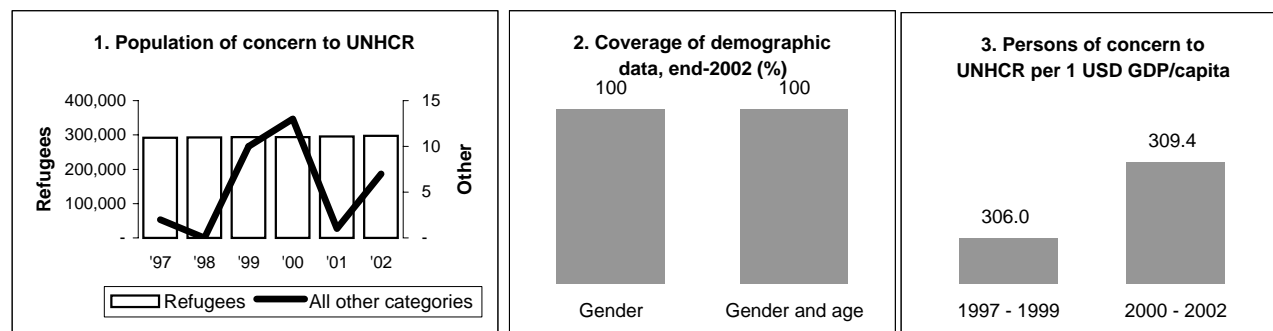 1. Population of concern to UNHCR
400,000
300,000
200,000
100,000
-
Refugees
15
10
5
-
Other
'97 '98 '99 '00 '01 '02
Refugees All other categories
2. Coverage of demographic
data, end-2002 (%)
100 100
Gender Gender and age
3. Persons of concern to
UNHCR per 1 USD GDP/capita
306.0
309.4
1997 - 1999 2000 - 2002